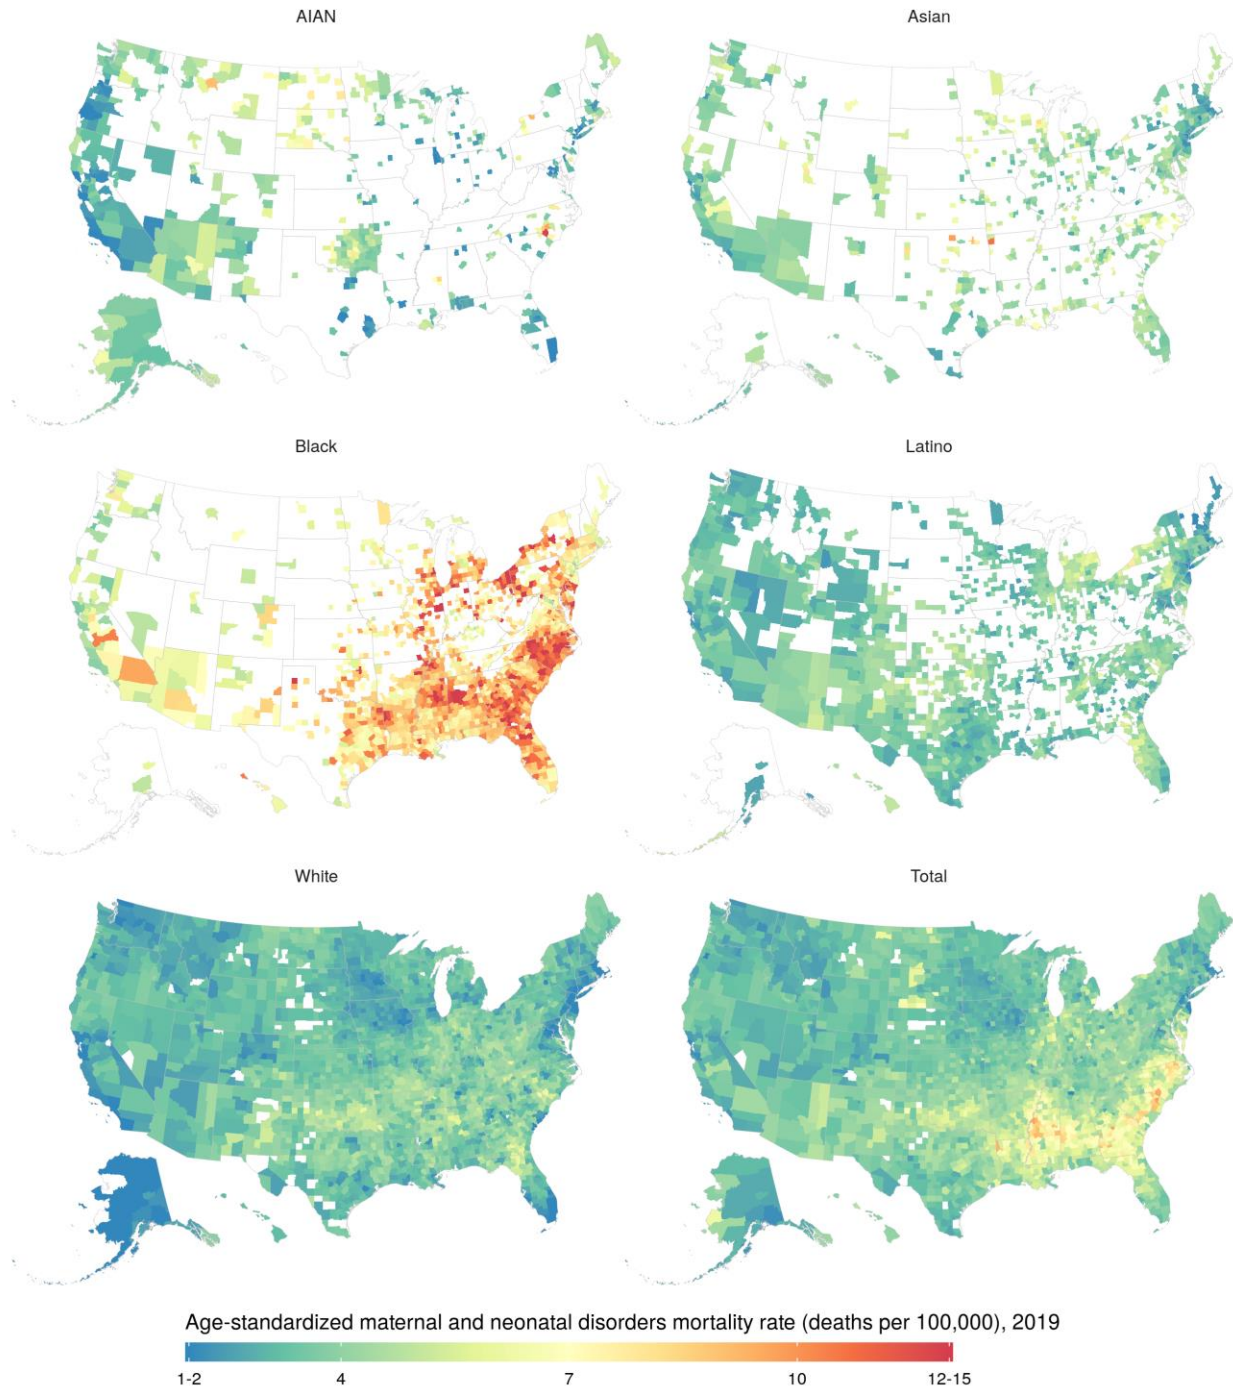 AIAN
Asian
Black
Latino
White
Total
Age-standardized maternal and neonatal disorders mortality rate (deaths per 100,000), 2019
1-2 4 7 10 12-15